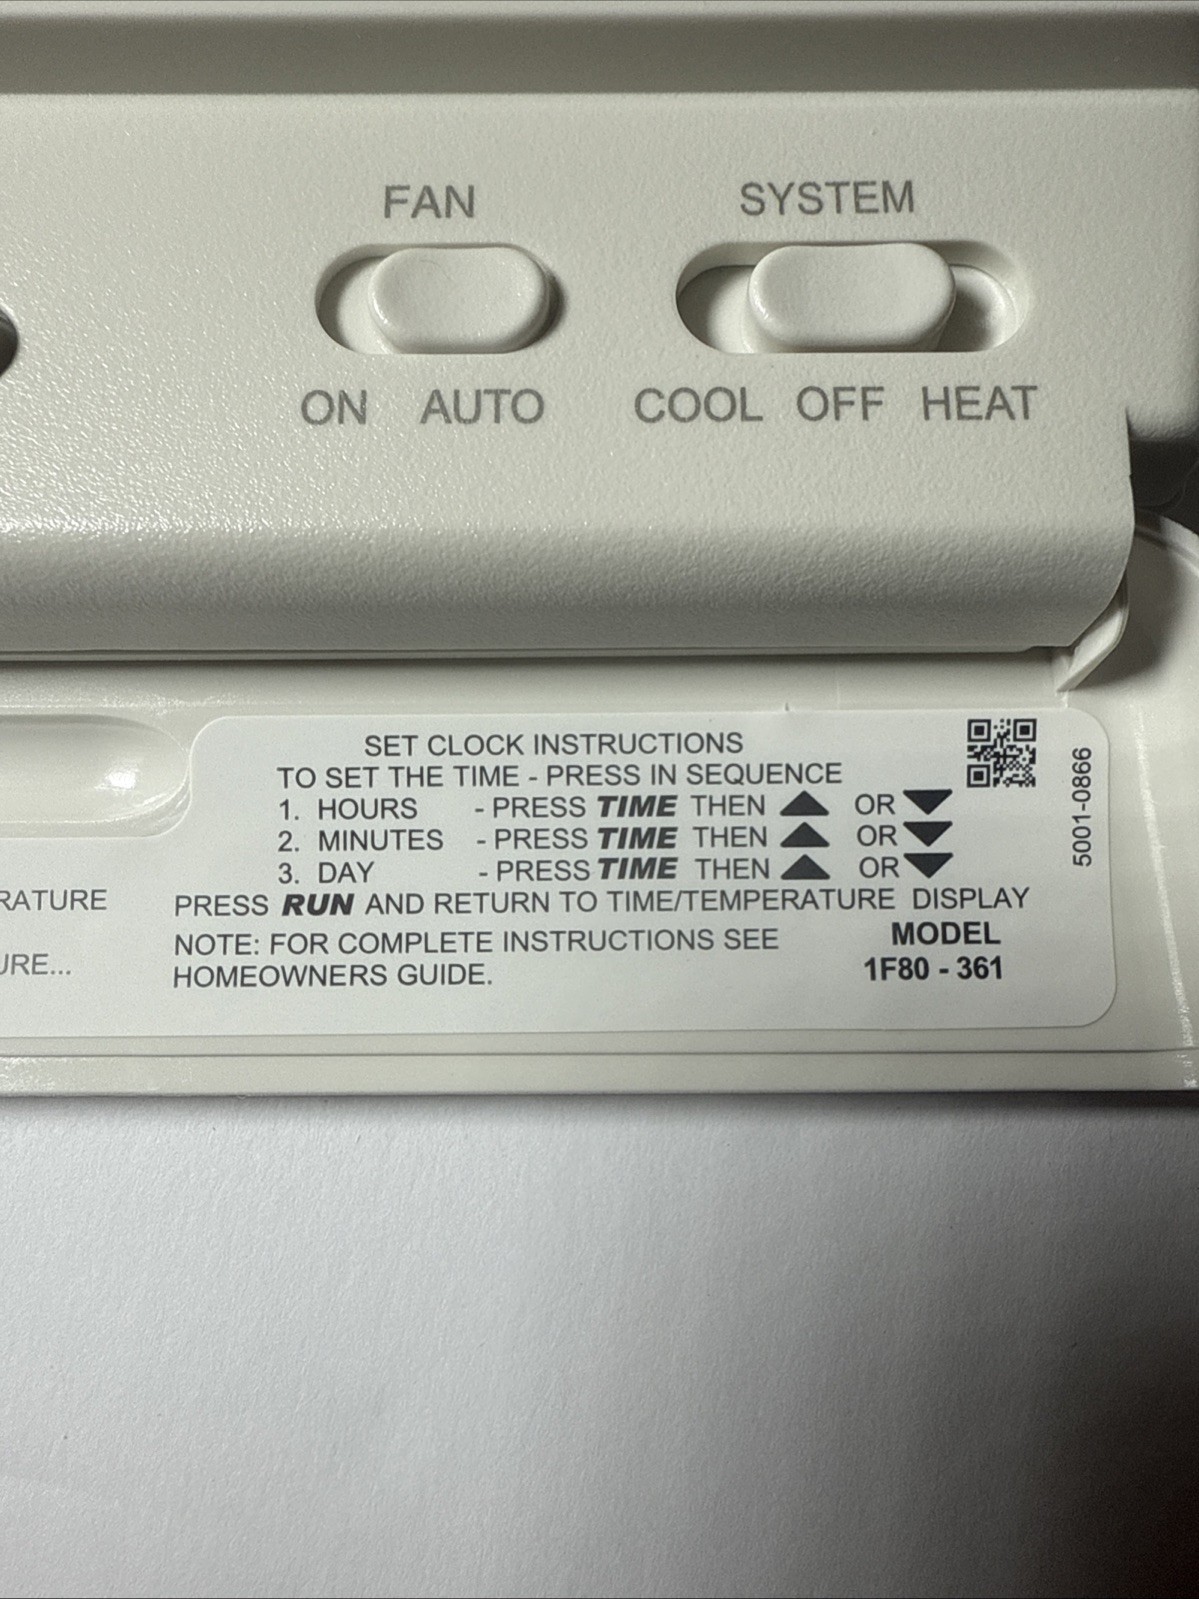 FAN
SYSTEM
ON AUTO
COOL OFF HEAT
SET CLOCK INSTRUCTIONS
TO SET THE TIME - PRESS IN SEQUENCE
1. HOURS - PRESS TIME THEN ▲ OR ▼
2. MINUTES - PRESS TIME THEN ▲ OR ▼
3. DAY - PRESS TIME THEN ▲ OR ▼
PRESS RUN AND RETURN TO TIME/TEMPERATURE DISPLAY
NOTE: FOR COMPLETE INSTRUCTIONS SEE
HOMEOWNERS GUIDE.
MODEL
1F80 - 361
5001-0866
RATURE
URE...